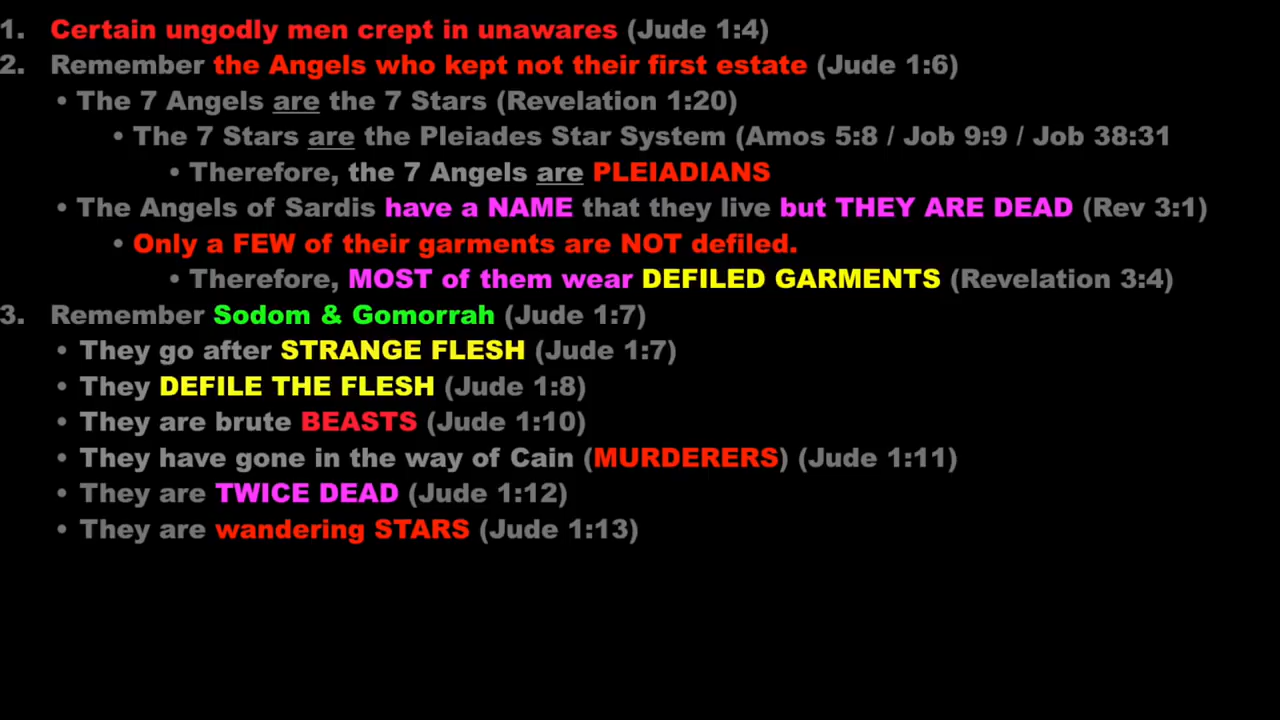 1. Certain ungodly men crept in unawares (Jude 1:4)
2. Remember the Angels who kept not their first estate (Jude 1:6)
• The 7 Angels are the 7 Stars (Revelation 1:20)
• The 7 Stars are the Pleiades Star System (Amos 5:8 / Job 9:9 / Job 38:31
• Therefore, the 7 Angels are PLEIADIANS
• The Angels of Sardis have a NAME that they live but THEY ARE DEAD (Rev 3:1)
• Only a FEW of their garments are NOT defiled.
• Therefore, MOST of them wear DEFILED GARMENTS (Revelation 3:4)
3. Remember Sodom & Gomorrah (Jude 1:7)
• They go after STRANGE FLESH (Jude 1:7)
• They DEFILE THE FLESH (Jude 1:8)
• They are brute BEASTS (Jude 1:10)
• They have gone in the way of Cain (MURDERERS) (Jude 1:11)
• They are TWICE DEAD (Jude 1:12)
• They are wandering STARS (Jude 1:13)